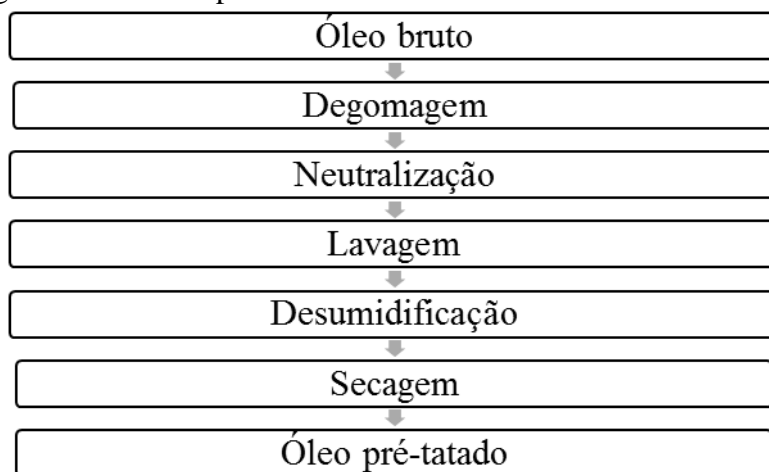 Óleo bruto
Degomagem
Neutralização
Lavagem
Desumidificação
Secagem
Óleo pré-tatado